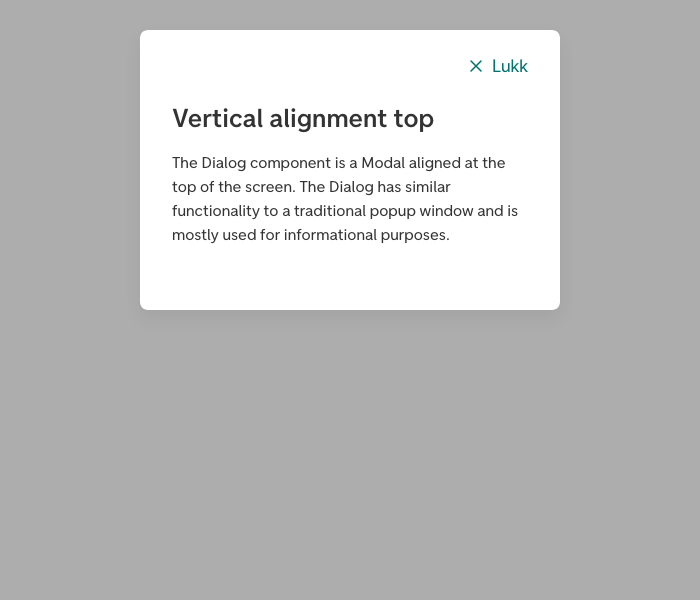 Lukk
Vertical alignment top
The Dialog component is a Modal aligned at the
top of the screen. The Dialog has similar
functionality to a traditional popup window and is
mostly used for informational purposes.